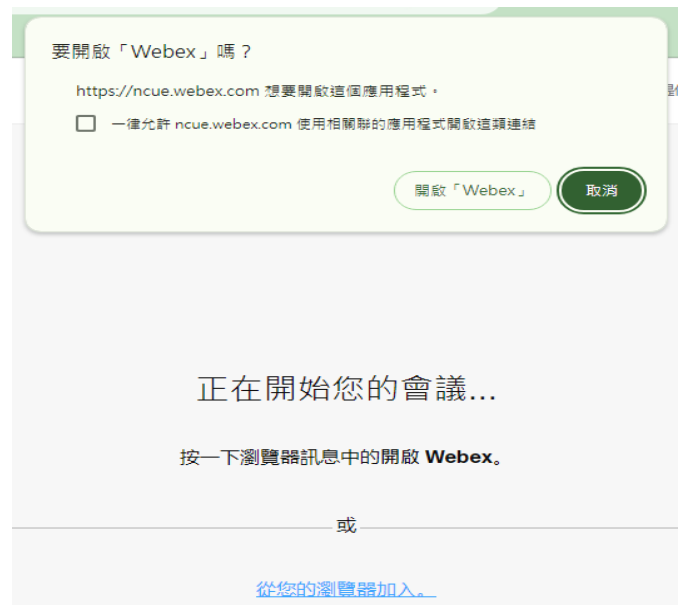 要開啟「Webex」嗎？
https://ncue.webex.com 想要開啟這個應用程式。
一律允許 ncue.webex.com 使用相關聯的應用程式開啟這類連結
開啟「Webex」
取消
正在開始您的會議...
按一下瀏覽器訊息中的開啟 Webex。
或
從您的瀏覽器加入。